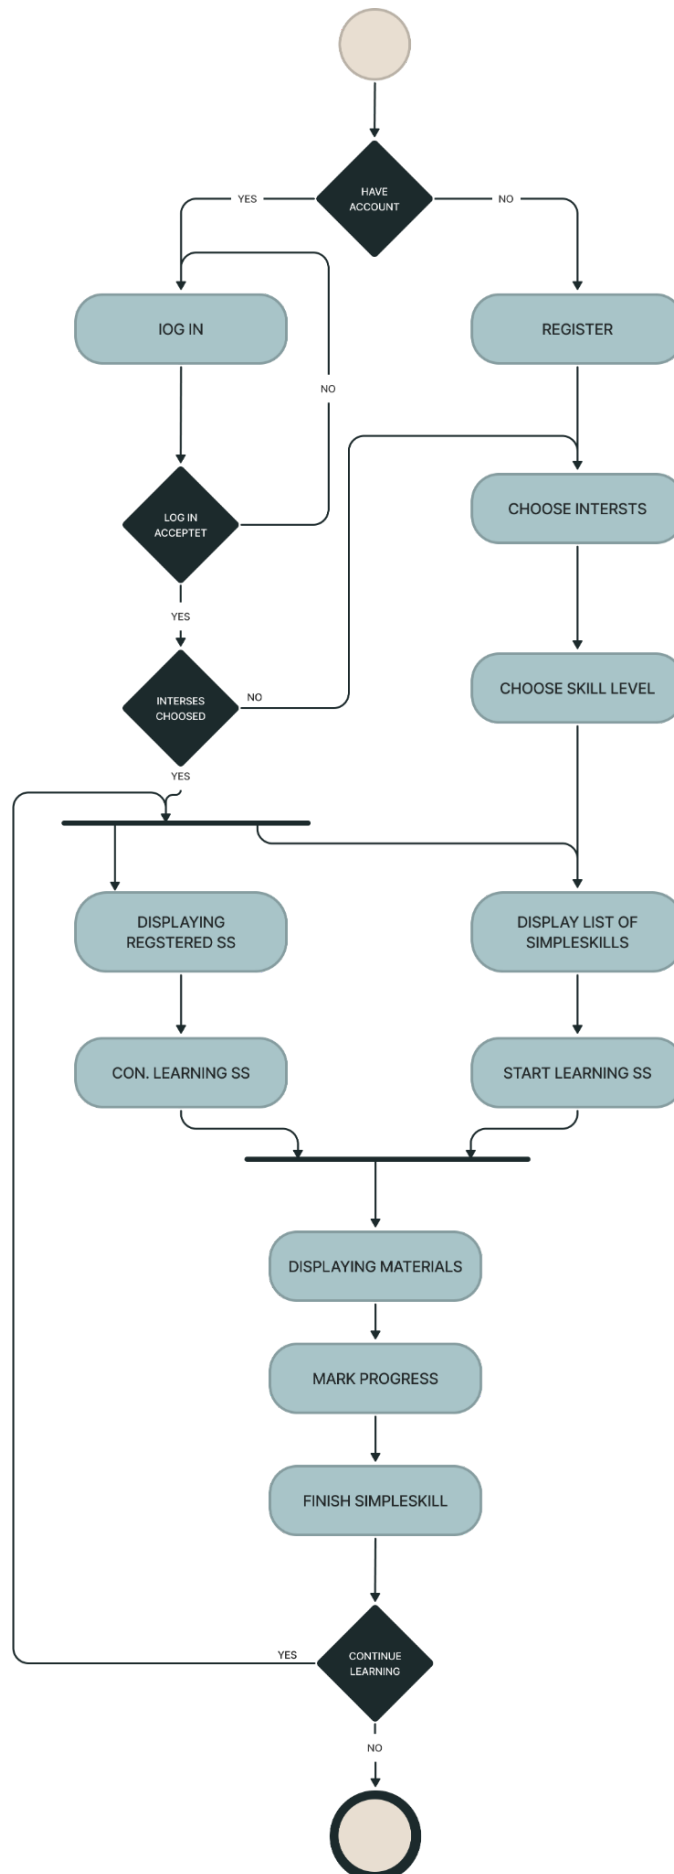 HAVE
ACCOUNT
YES
NO
lOG IN
REGISTER
NO
LOG IN
ACCEPTET
CHOOSE INTERSTS
YES
INTERSES
CHOOSED
NO
CHOOSE SKILL LEVEL
YES
DISPLAYING
REGSTERED SS
DISPLAY LIST OF
SIMPLESKILLS
CON. LEARNING SS
START LEARNING SS
DISPLAYING MATERIALS
MARK PROGRESS
FINISH SIMPLESKILL
YES
CONTINUE
LEARNING
NO